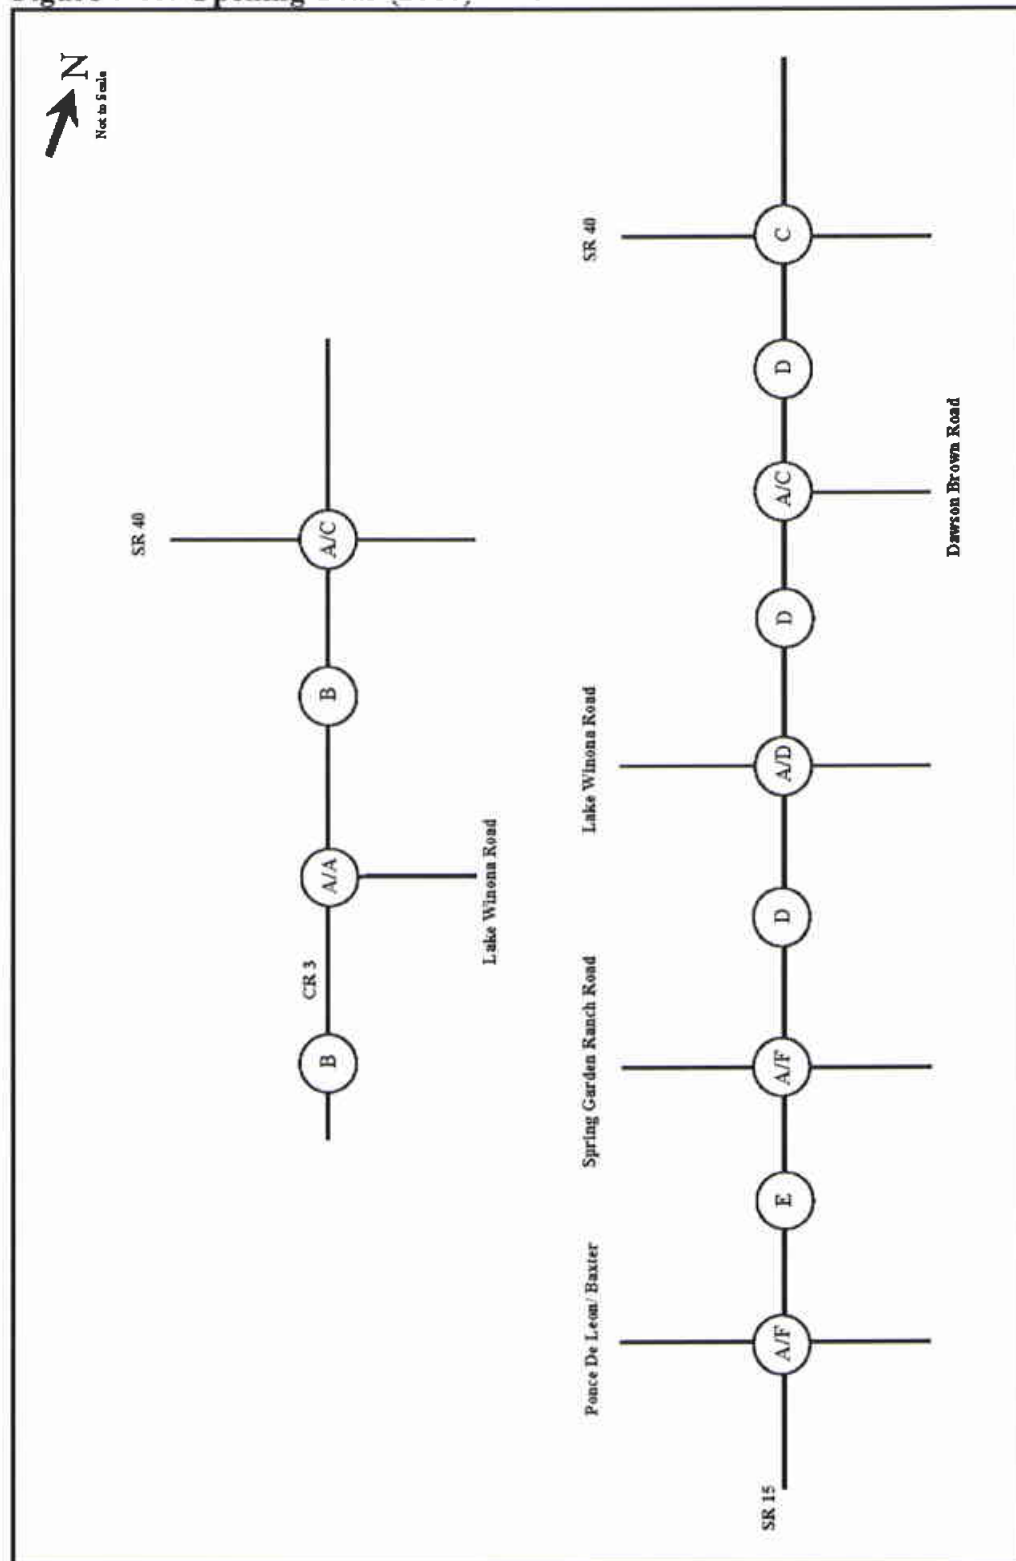 N
Not to Scale
SR 40
A/C
B
A/A
Lake Winona Road
CR 3
B
SR 40
C
D
A/C
Dawson Brown Road
D
Lake Winona Road
A/D
D
Spring Garden Ranch Road
A/F
E
Ponce De Leon/ Baxter
A/F
SR 15